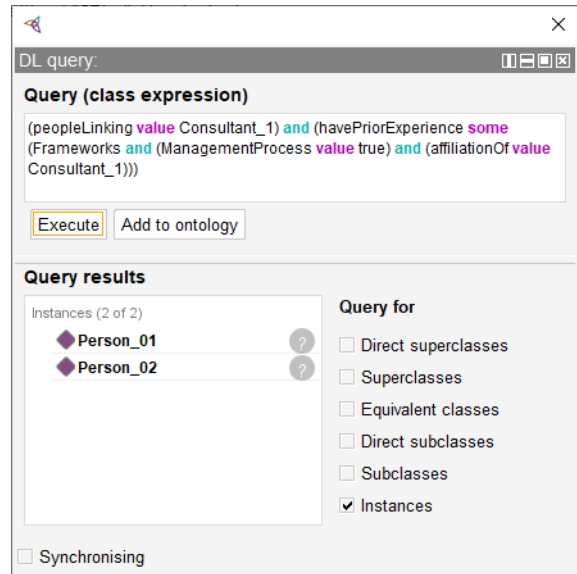 DL query:
Query (class expression)
(peopleLinking value Consultant_1) and (havePriorExperience some
(Frameworks and (ManagementProcess value true) and (affiliationOf value
Consultant_1)))
Execute
Add to ontology
Query results
Instances (2 of 2)
Person_01
?
Person_02
?
Query for
Direct superclasses
Superclasses
Equivalent classes
Direct subclasses
Subclasses
Instances
Synchronising